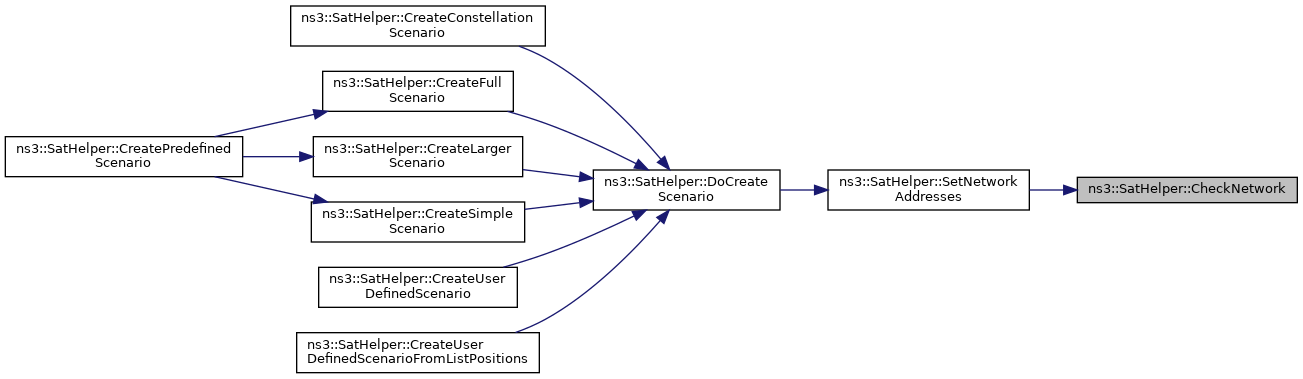 ns3::SatHelper::CreateConstellation
Scenario
ns3::SatHelper::CreateFull
Scenario
ns3::SatHelper::CreatePredefined
Scenario
ns3::SatHelper::CreateLarger
Scenario
ns3::SatHelper::CreateSimple
Scenario
ns3::SatHelper::CreateUser
DefinedScenario
ns3::SatHelper::CreateUser
DefinedScenarioFromListPositions
ns3::SatHelper::DoCreate
Scenario
ns3::SatHelper::SetNetwork
Addresses
ns3::SatHelper::CheckNetwork